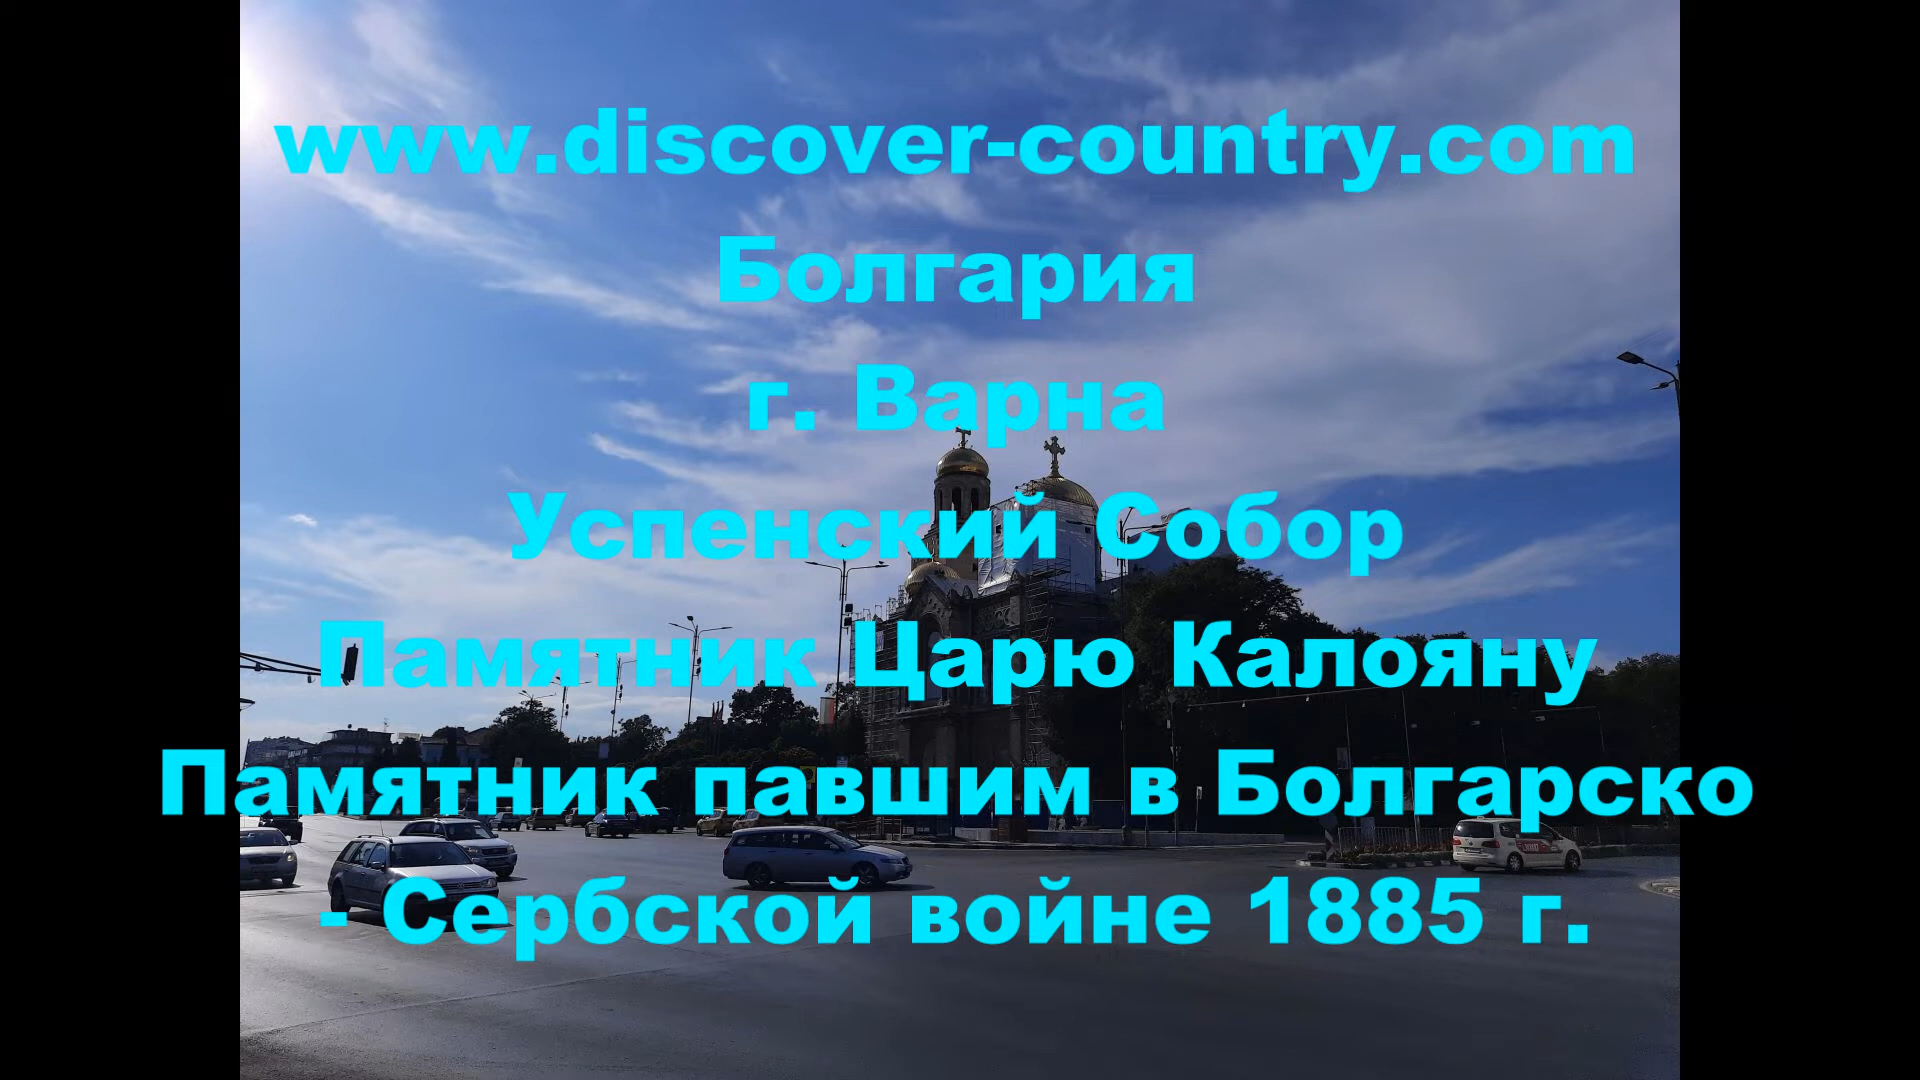 www.discover-country.com
Болгария
г. Варна
Успенский Собор
Памятник Царю Калояну
Памятник павшим в Болгарско
- Сербской войне 1885 г.